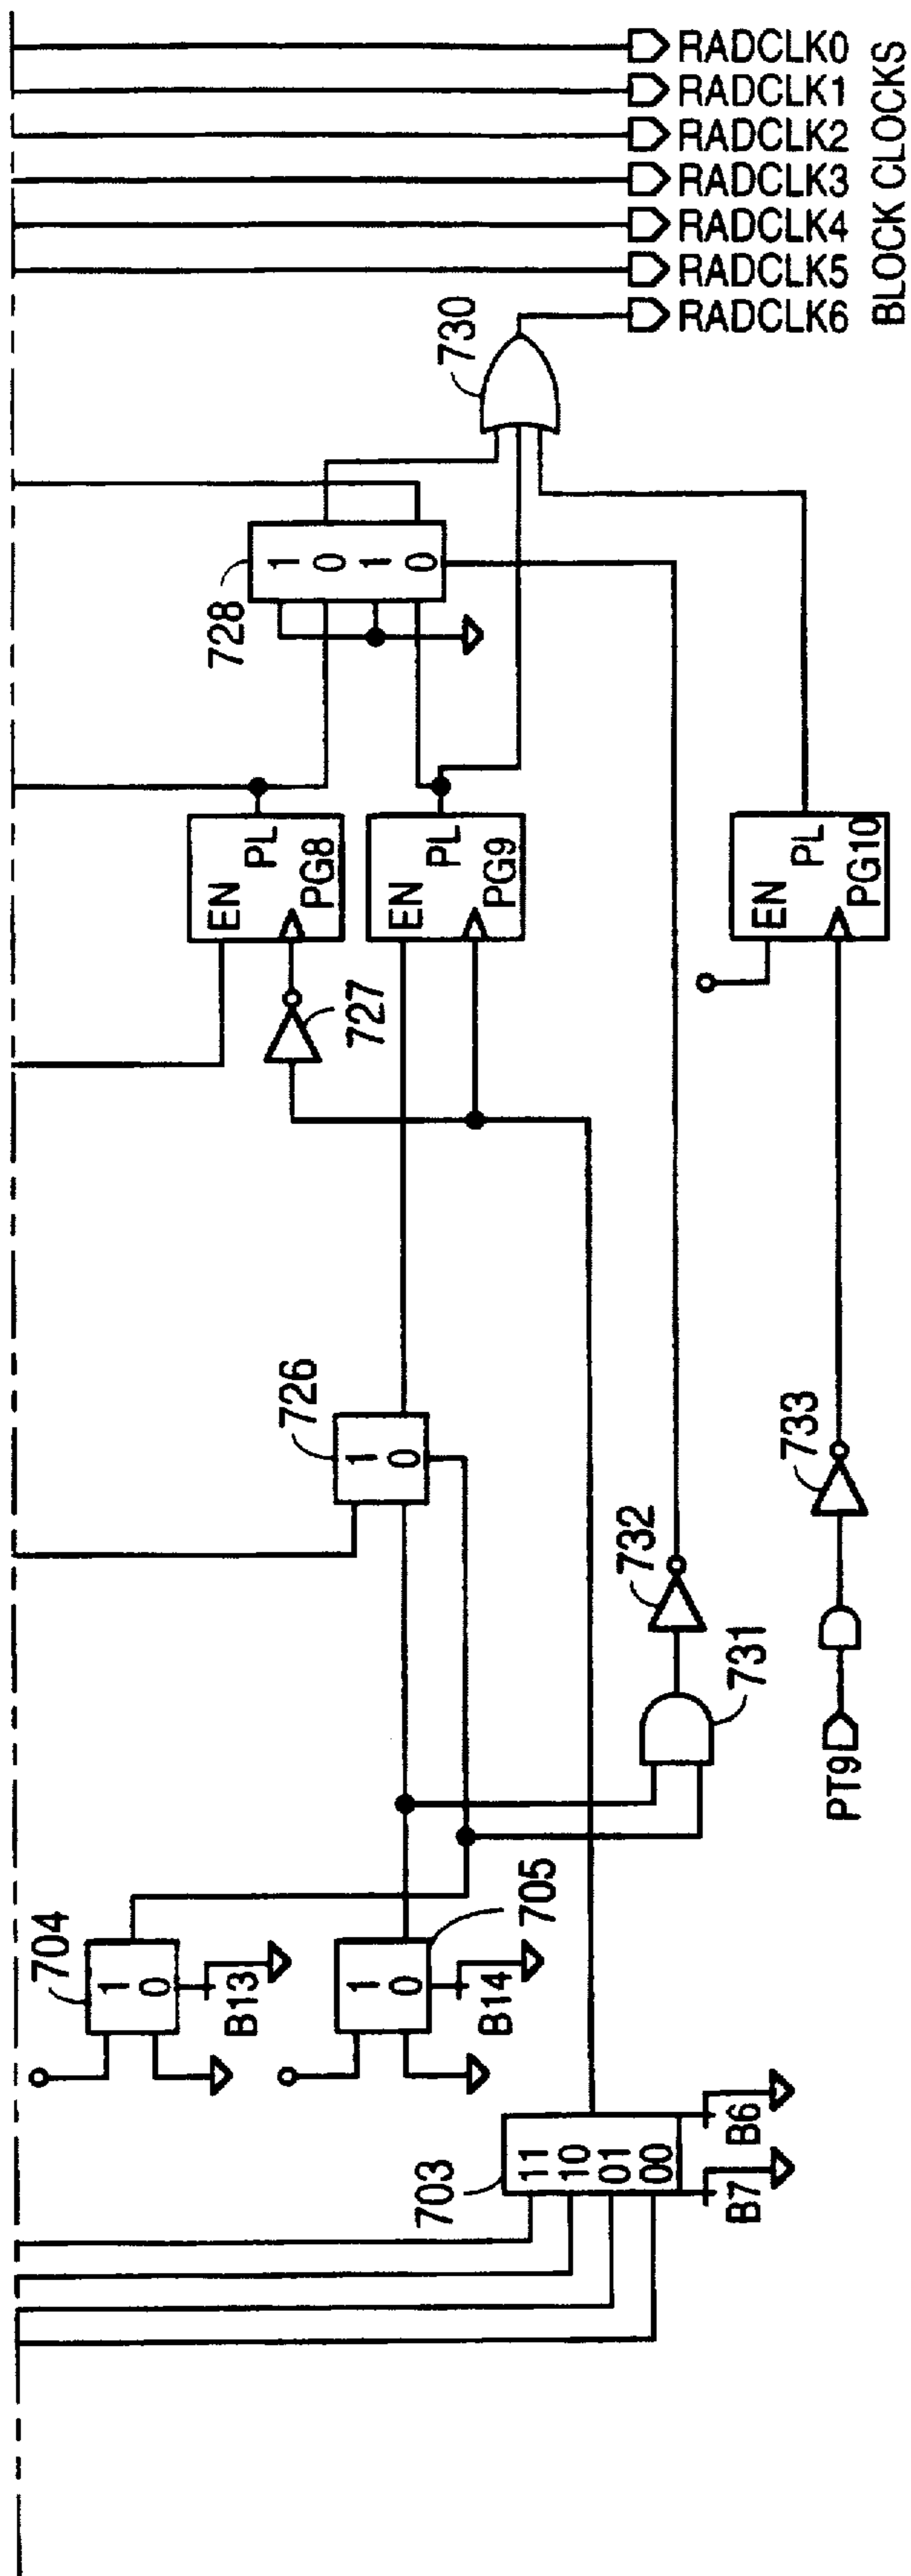 RADCLK0
RADCLK1
RADCLK2
RADCLK3
RADCLK4
RADCLK5
RADCLK6
BLOCK CLOCKS
730
728
1
0
1
0
EN
PL
PG8
EN
PL
PG9
EN
PL
PG10
727
726
1
0
733
732
731
PT9
704
1
0
B13
705
1
0
B14
703
11
10
01
00
B6
B7